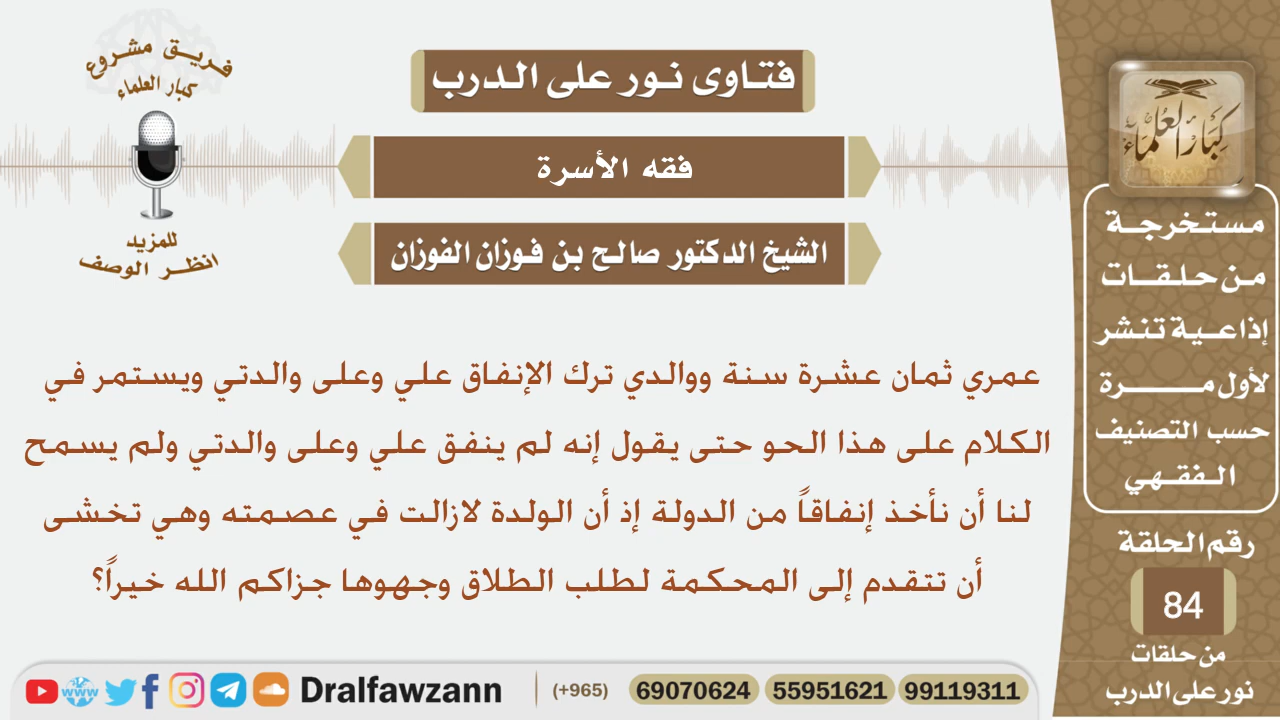 فريق مشروع
كبار العلماء
للمزيد
انظر الوصف
فتاوى نور على الدرب
فقه الأسرة
الشيخ الدكتور صالح بن فوزان الفوزان
عمري ثمان عشرة سنة ووالدي ترك الإنفاق علي وعلى والدتي ويستمر في
الكلام على هذا الحو حتى يقول إنه لم ينفق علي وعلى والدتي ولم يسمح
لنا أن نأخذ إنفاقاً من الدولة إذ أن الولدة لازالت في عصمته وهي تخشى
أن تتقدم إلى المحكمة لطلب الطلاق وجهوها جزاكم الله خيراً؟
كبار العلماء
مستخرجة
من حلقات
إذاعية تنشر
لأول مرة
حسب التصنيف
الفقهي
رقم الحلقة
84
من حلقات
نور على الدرب
www
Dralfawzann
(+965) 69070624 55951621 99119311